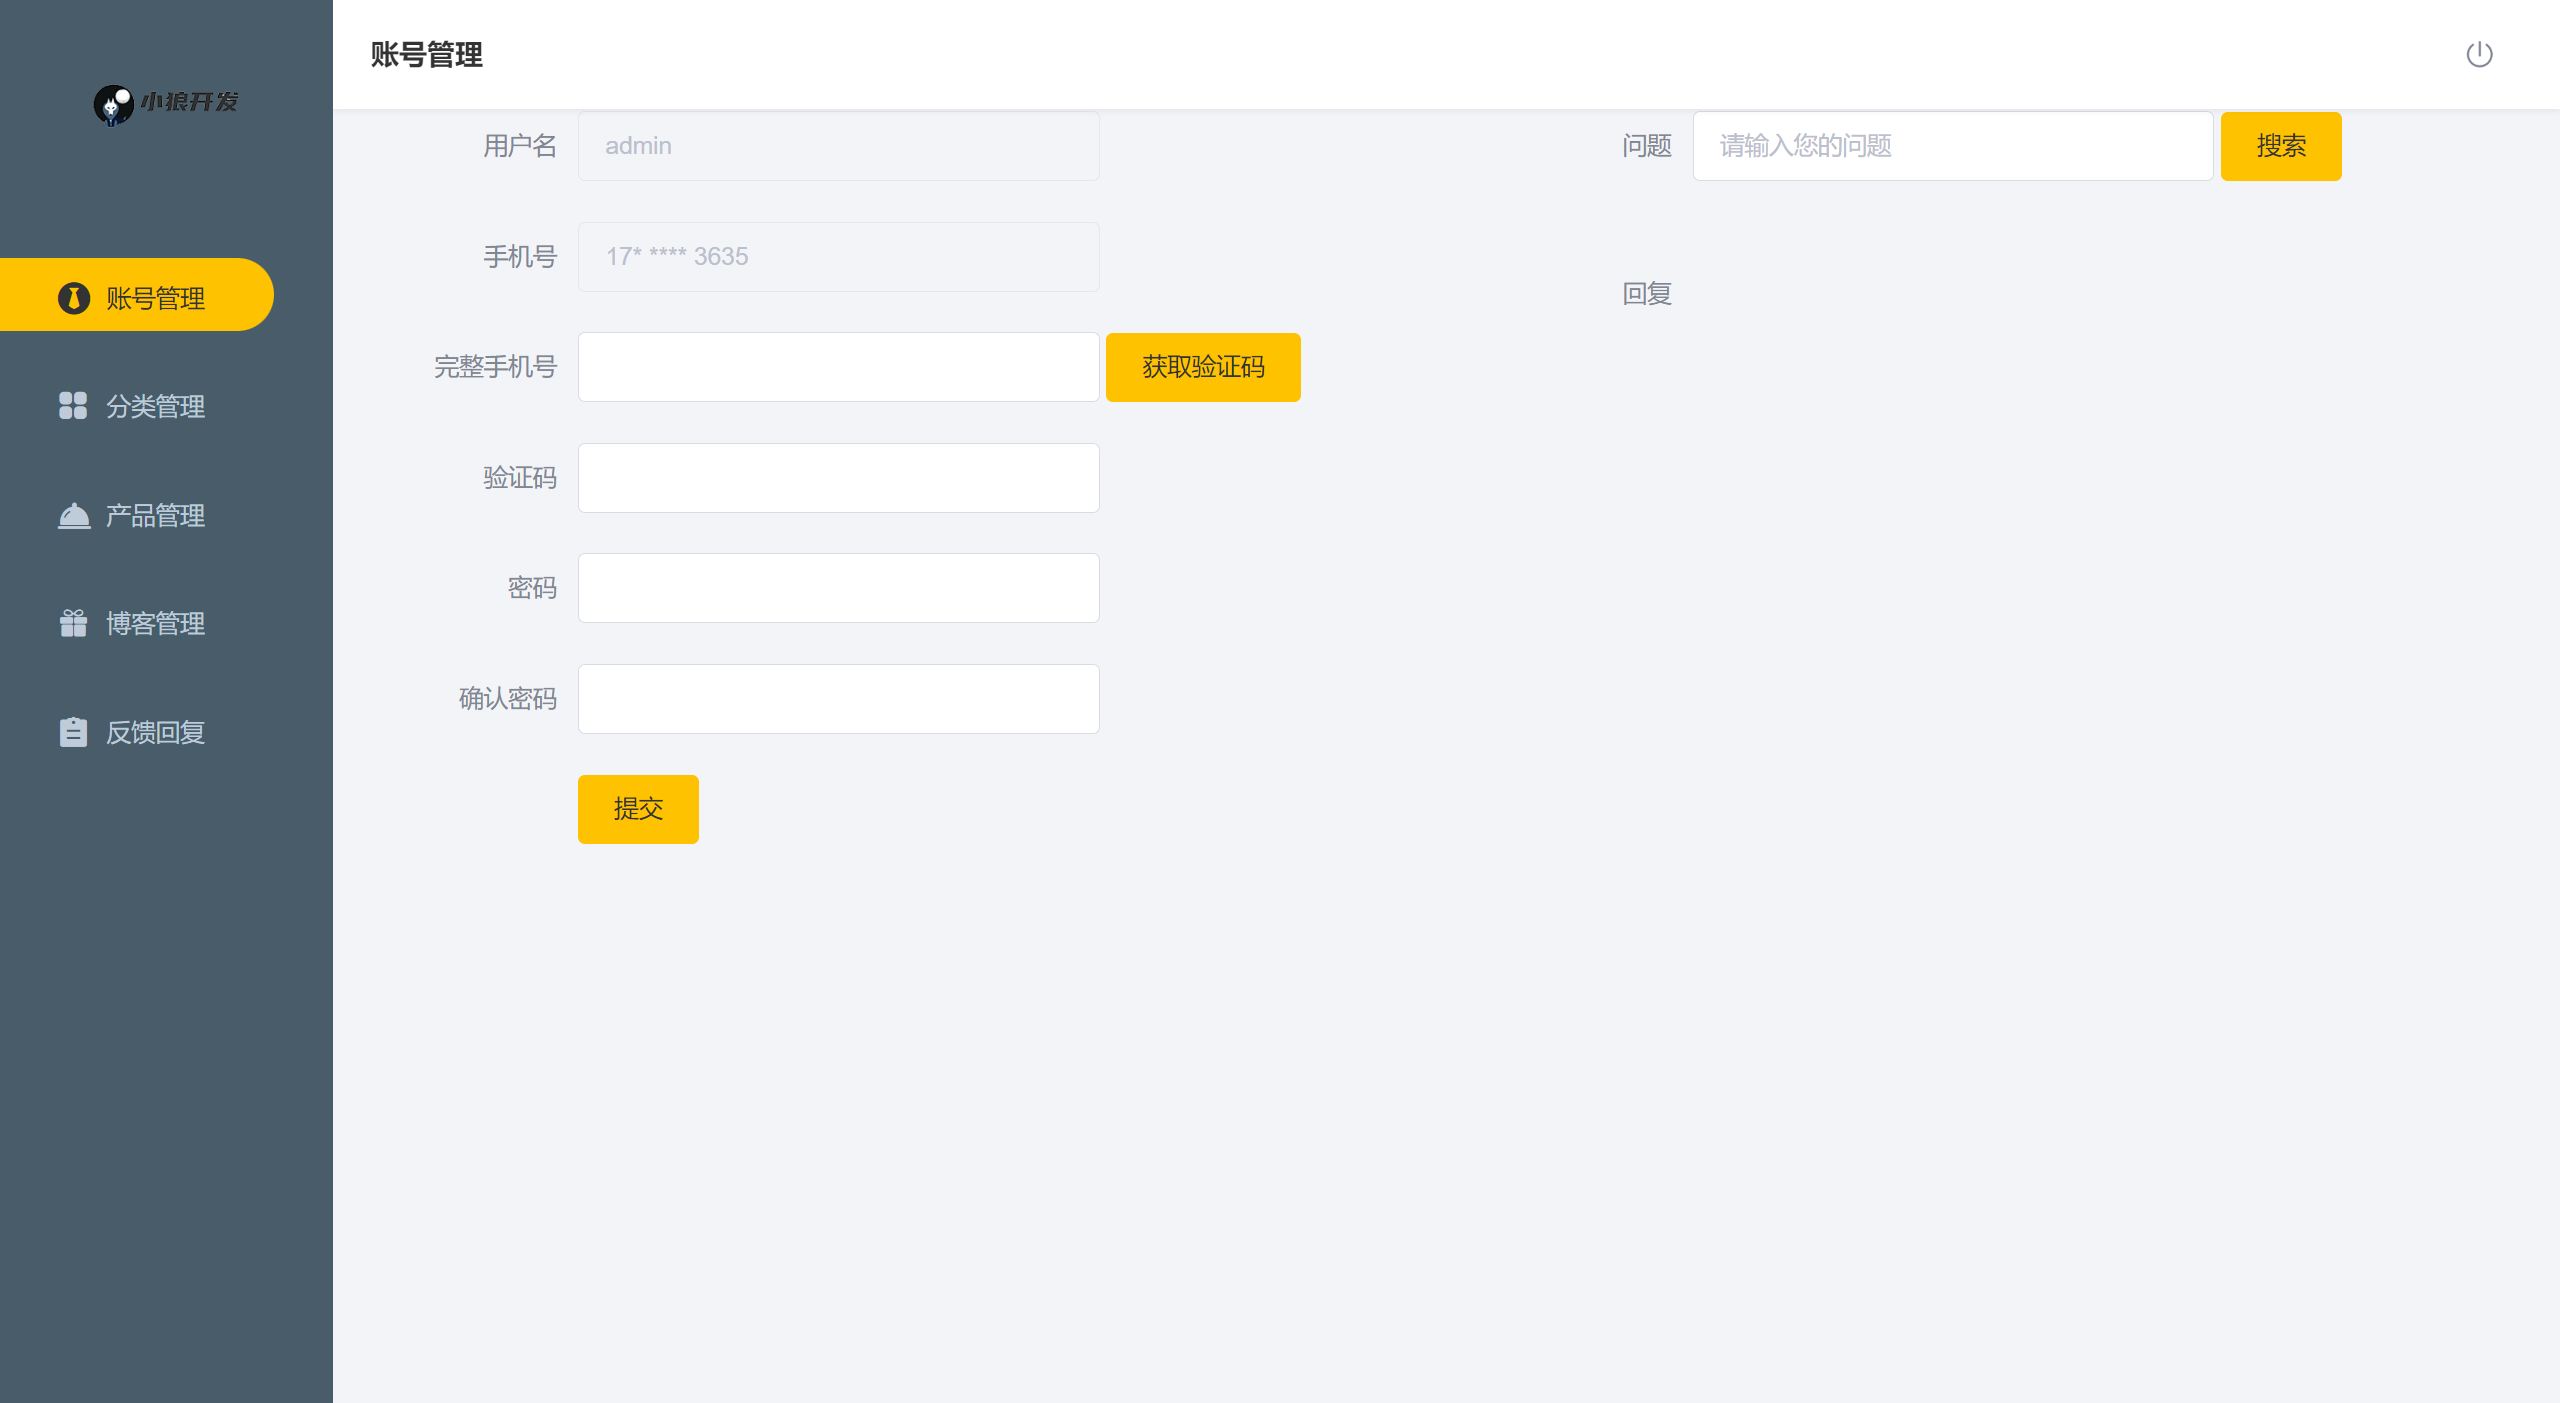 小狼开发
账号管理
分类管理
产品管理
博客管理
反馈回复
账号管理
用户名
admin
手机号
17* **** 3635
完整手机号
获取验证码
验证码
密码
确认密码
提交
问题
请输入您的问题
搜索
回复